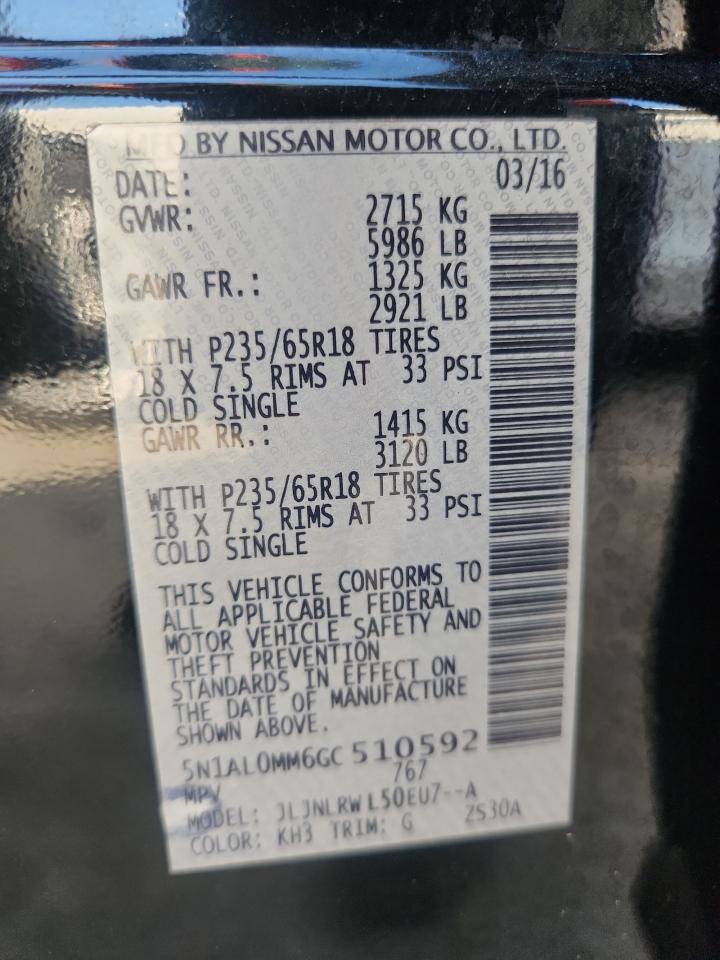 MFD BY NISSAN MOTOR CO., LTD.
DATE: 03/16
GVWR: 2715 KG
5986 LB
GAWR FR.: 1325 KG
2921 LB
WITH P235/65R18 TIRES
18 X 7.5 RIMS AT 33 PSI
COLD SINGLE
GAWR RR.: 1415 KG
3120 LB
WITH P235/65R18 TIRES
18 X 7.5 RIMS AT 33 PSI
COLD SINGLE
THIS VEHICLE CONFORMS TO
ALL APPLICABLE FEDERAL
MOTOR VEHICLE SAFETY AND
THEFT PREVENTION
STANDARDS IN EFFECT ON
THE DATE OF MANUFACTURE
SHOWN ABOVE.
5N1AL0MM6GC 510592
MPV 767
MODEL: JLJNLRW L50EU7--A
COLOR: KH3 TRIM: G ZS30A